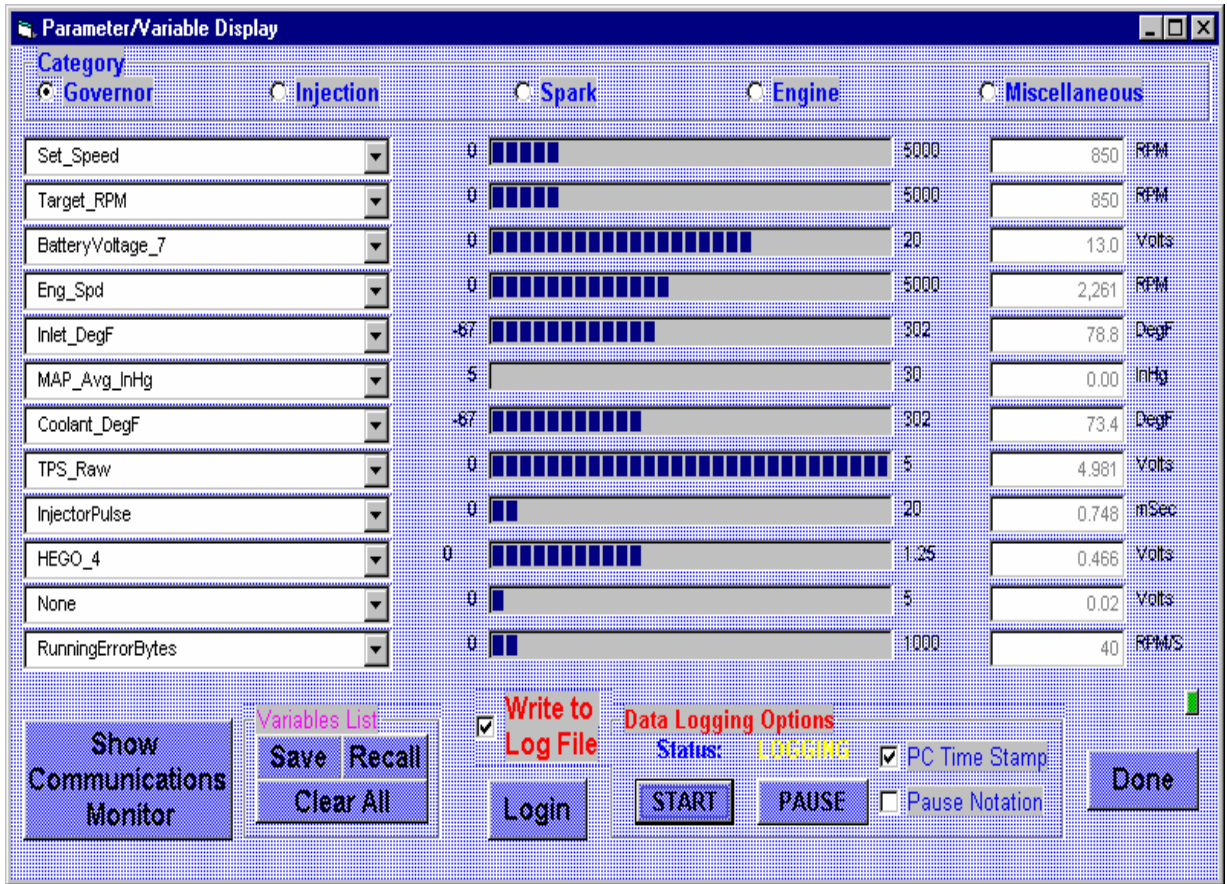 Parameter/Variable Display
Category
Governor Injection Spark Engine Miscellaneous
Set_Speed 0 5000 850 RPM
Target_RPM 0 5000 850 RPM
BatteryVoltage_7 0 20 13.0 Volts
Eng_Spd 0 5000 2,261 RPM
Inlet_DegF -67 302 78.8 DegF
MAP_Avg_InHg 5 30 0.00 InHg
Coolant_DegF -67 302 73.4 DegF
TPS_Raw 0 5 4.981 Volts
InjectorPulse 0 20 0.748 mSec
HEGO_4 0 1.25 0.466 Volts
None 0 5 0.02 Volts
RunningErrorBytes 0 1000 40 RPM/S
Show
Communications
Monitor
Variables List
Save Recall
Clear All
Write to
Log File
Login
Data Logging Options
Status: LOGGING
START PAUSE
PC Time Stamp
Pause Notation
Done